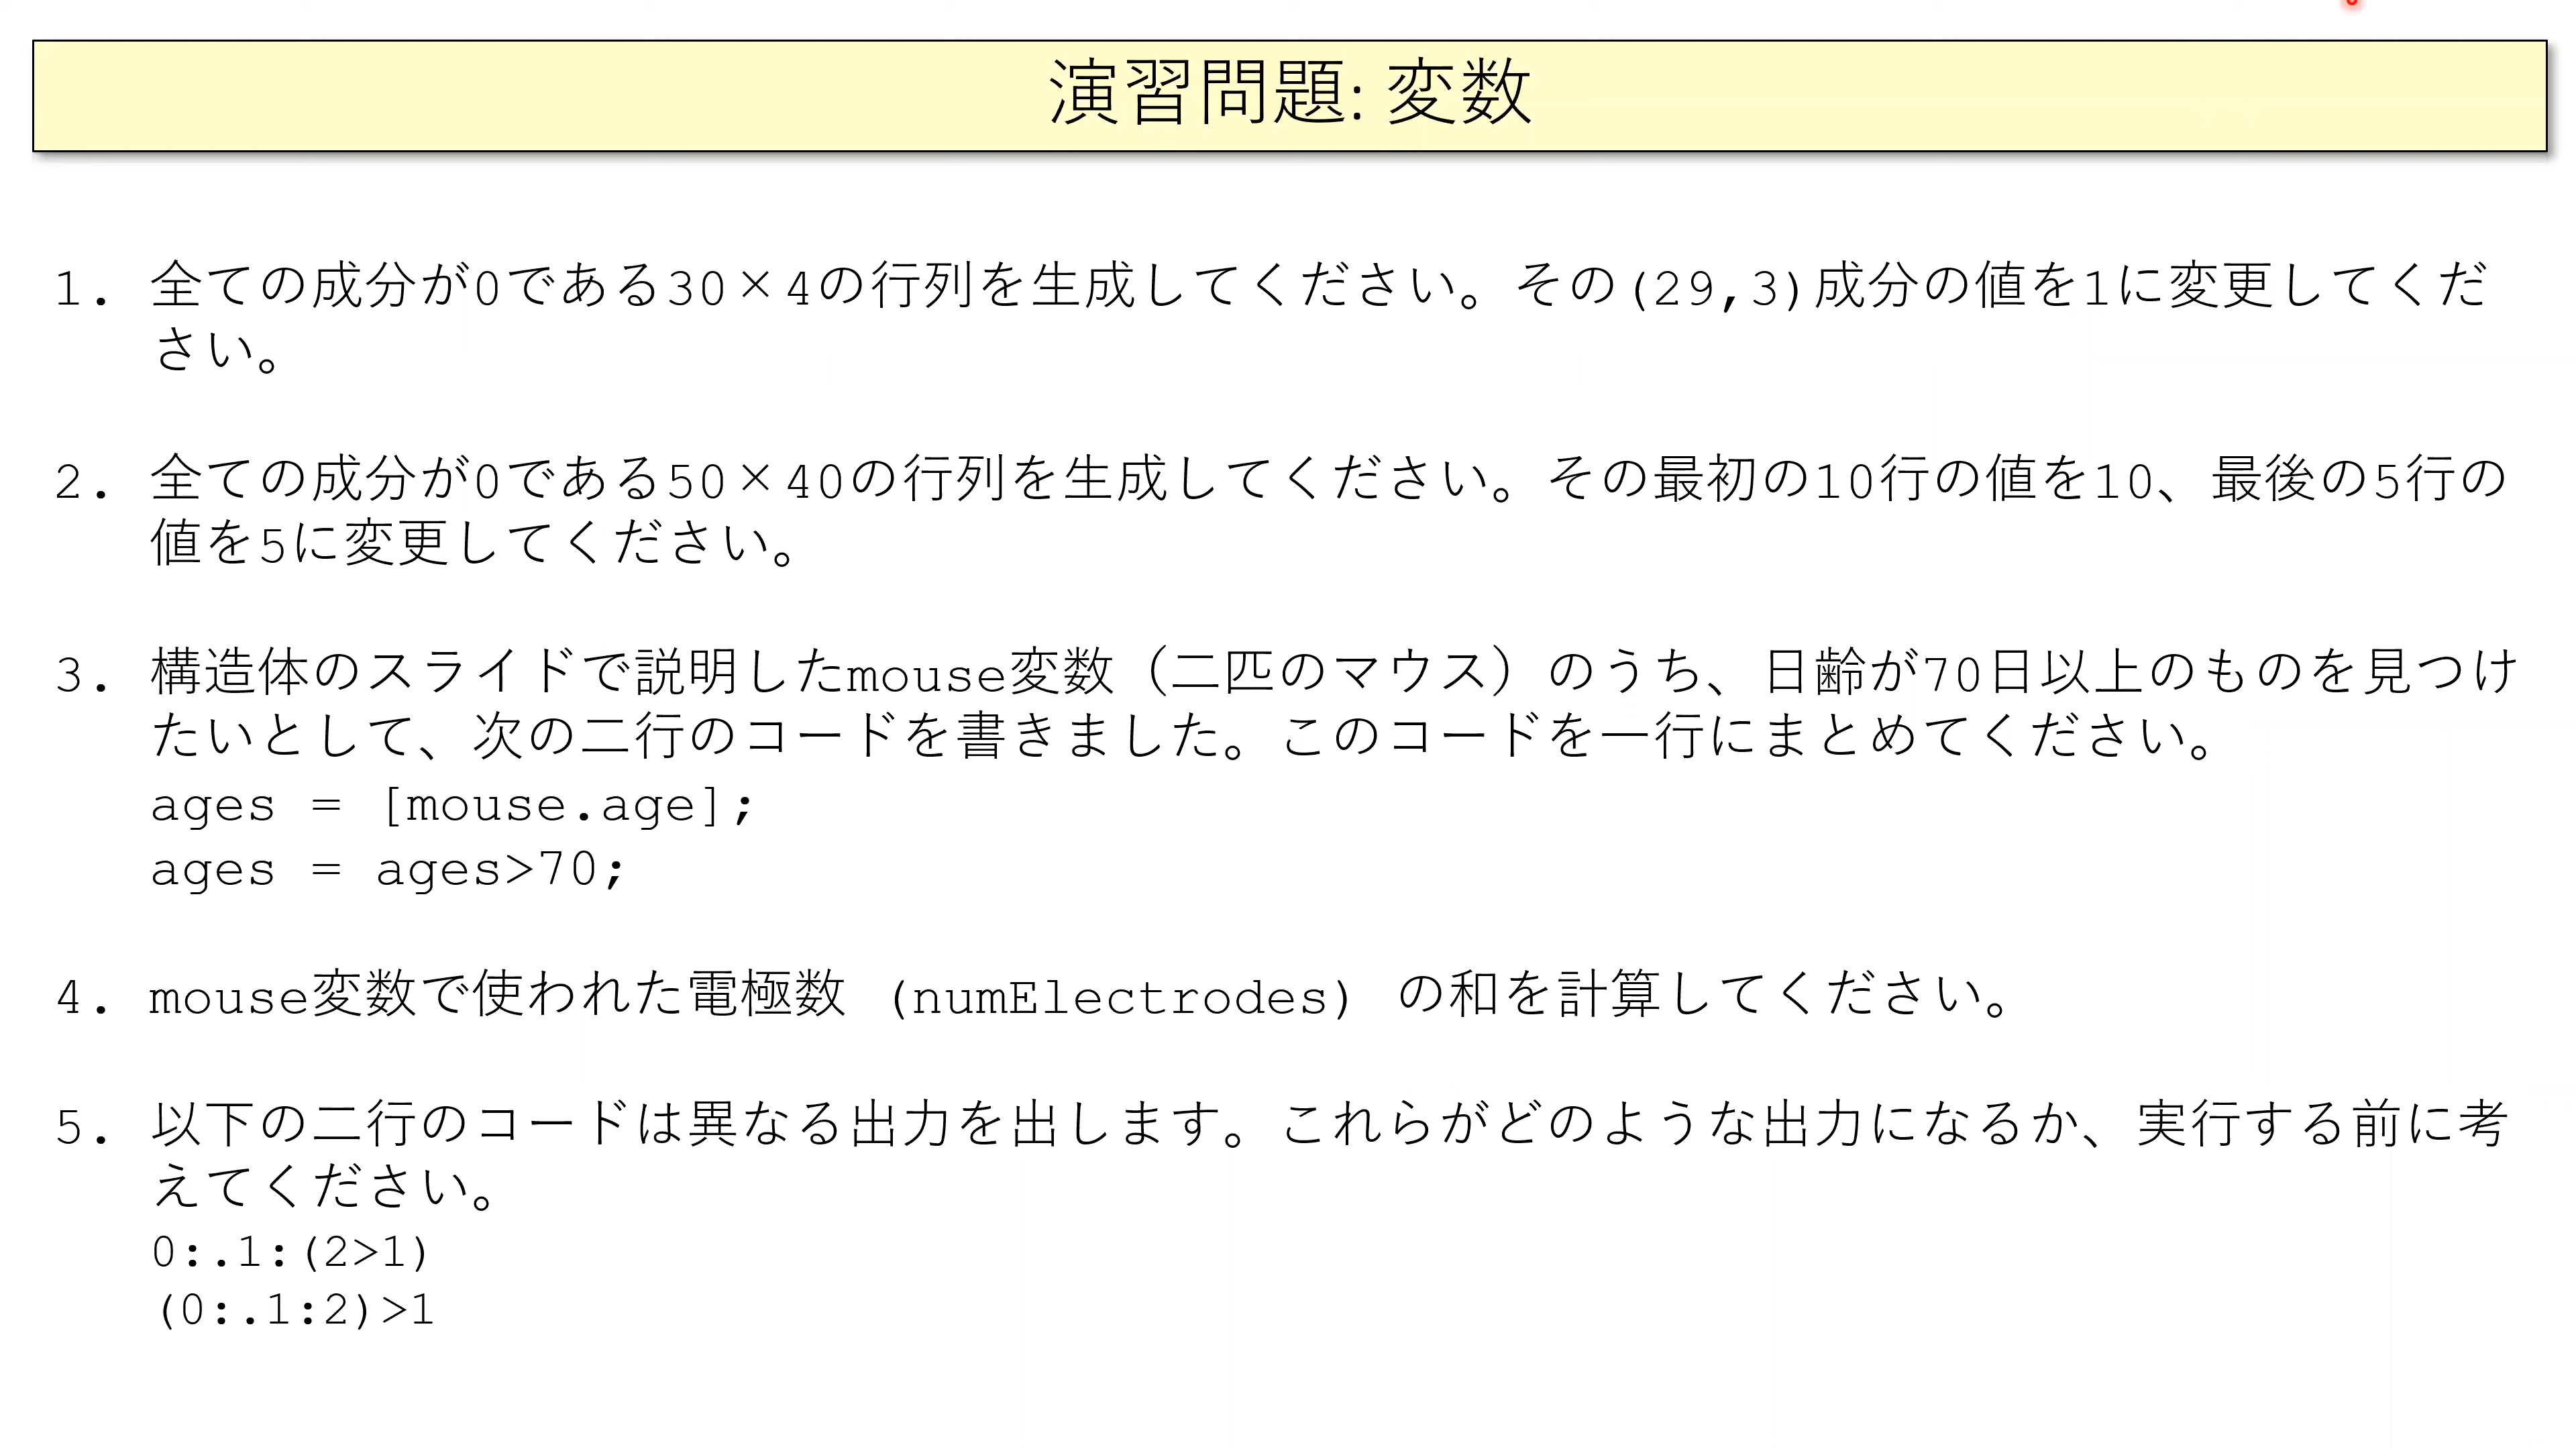 演習問題: 変数
1. 全ての成分が0である30×4の行列を生成してください。その(29,3)成分の値を1に変更してくだ
さい。
2. 全ての成分が0である50×40の行列を生成してください。その最初の10行の値を10、最後の5行の
値を5に変更してください。
3. 構造体のスライドで説明したmouse変数（二匹のマウス）のうち、日齢が70日以上のものを見つけ
たいとして、次の二行のコードを書きました。このコードを一行にまとめてください。
ages = [mouse.age];
ages = ages>70;
4. mouse変数で使われた電極数 (numElectrodes) の和を計算してください。
5. 以下の二行のコードは異なる出力を出します。これらがどのような出力になるか、実行する前に考
えてください。
0:.1:(2>1)
(0:.1:2)>1